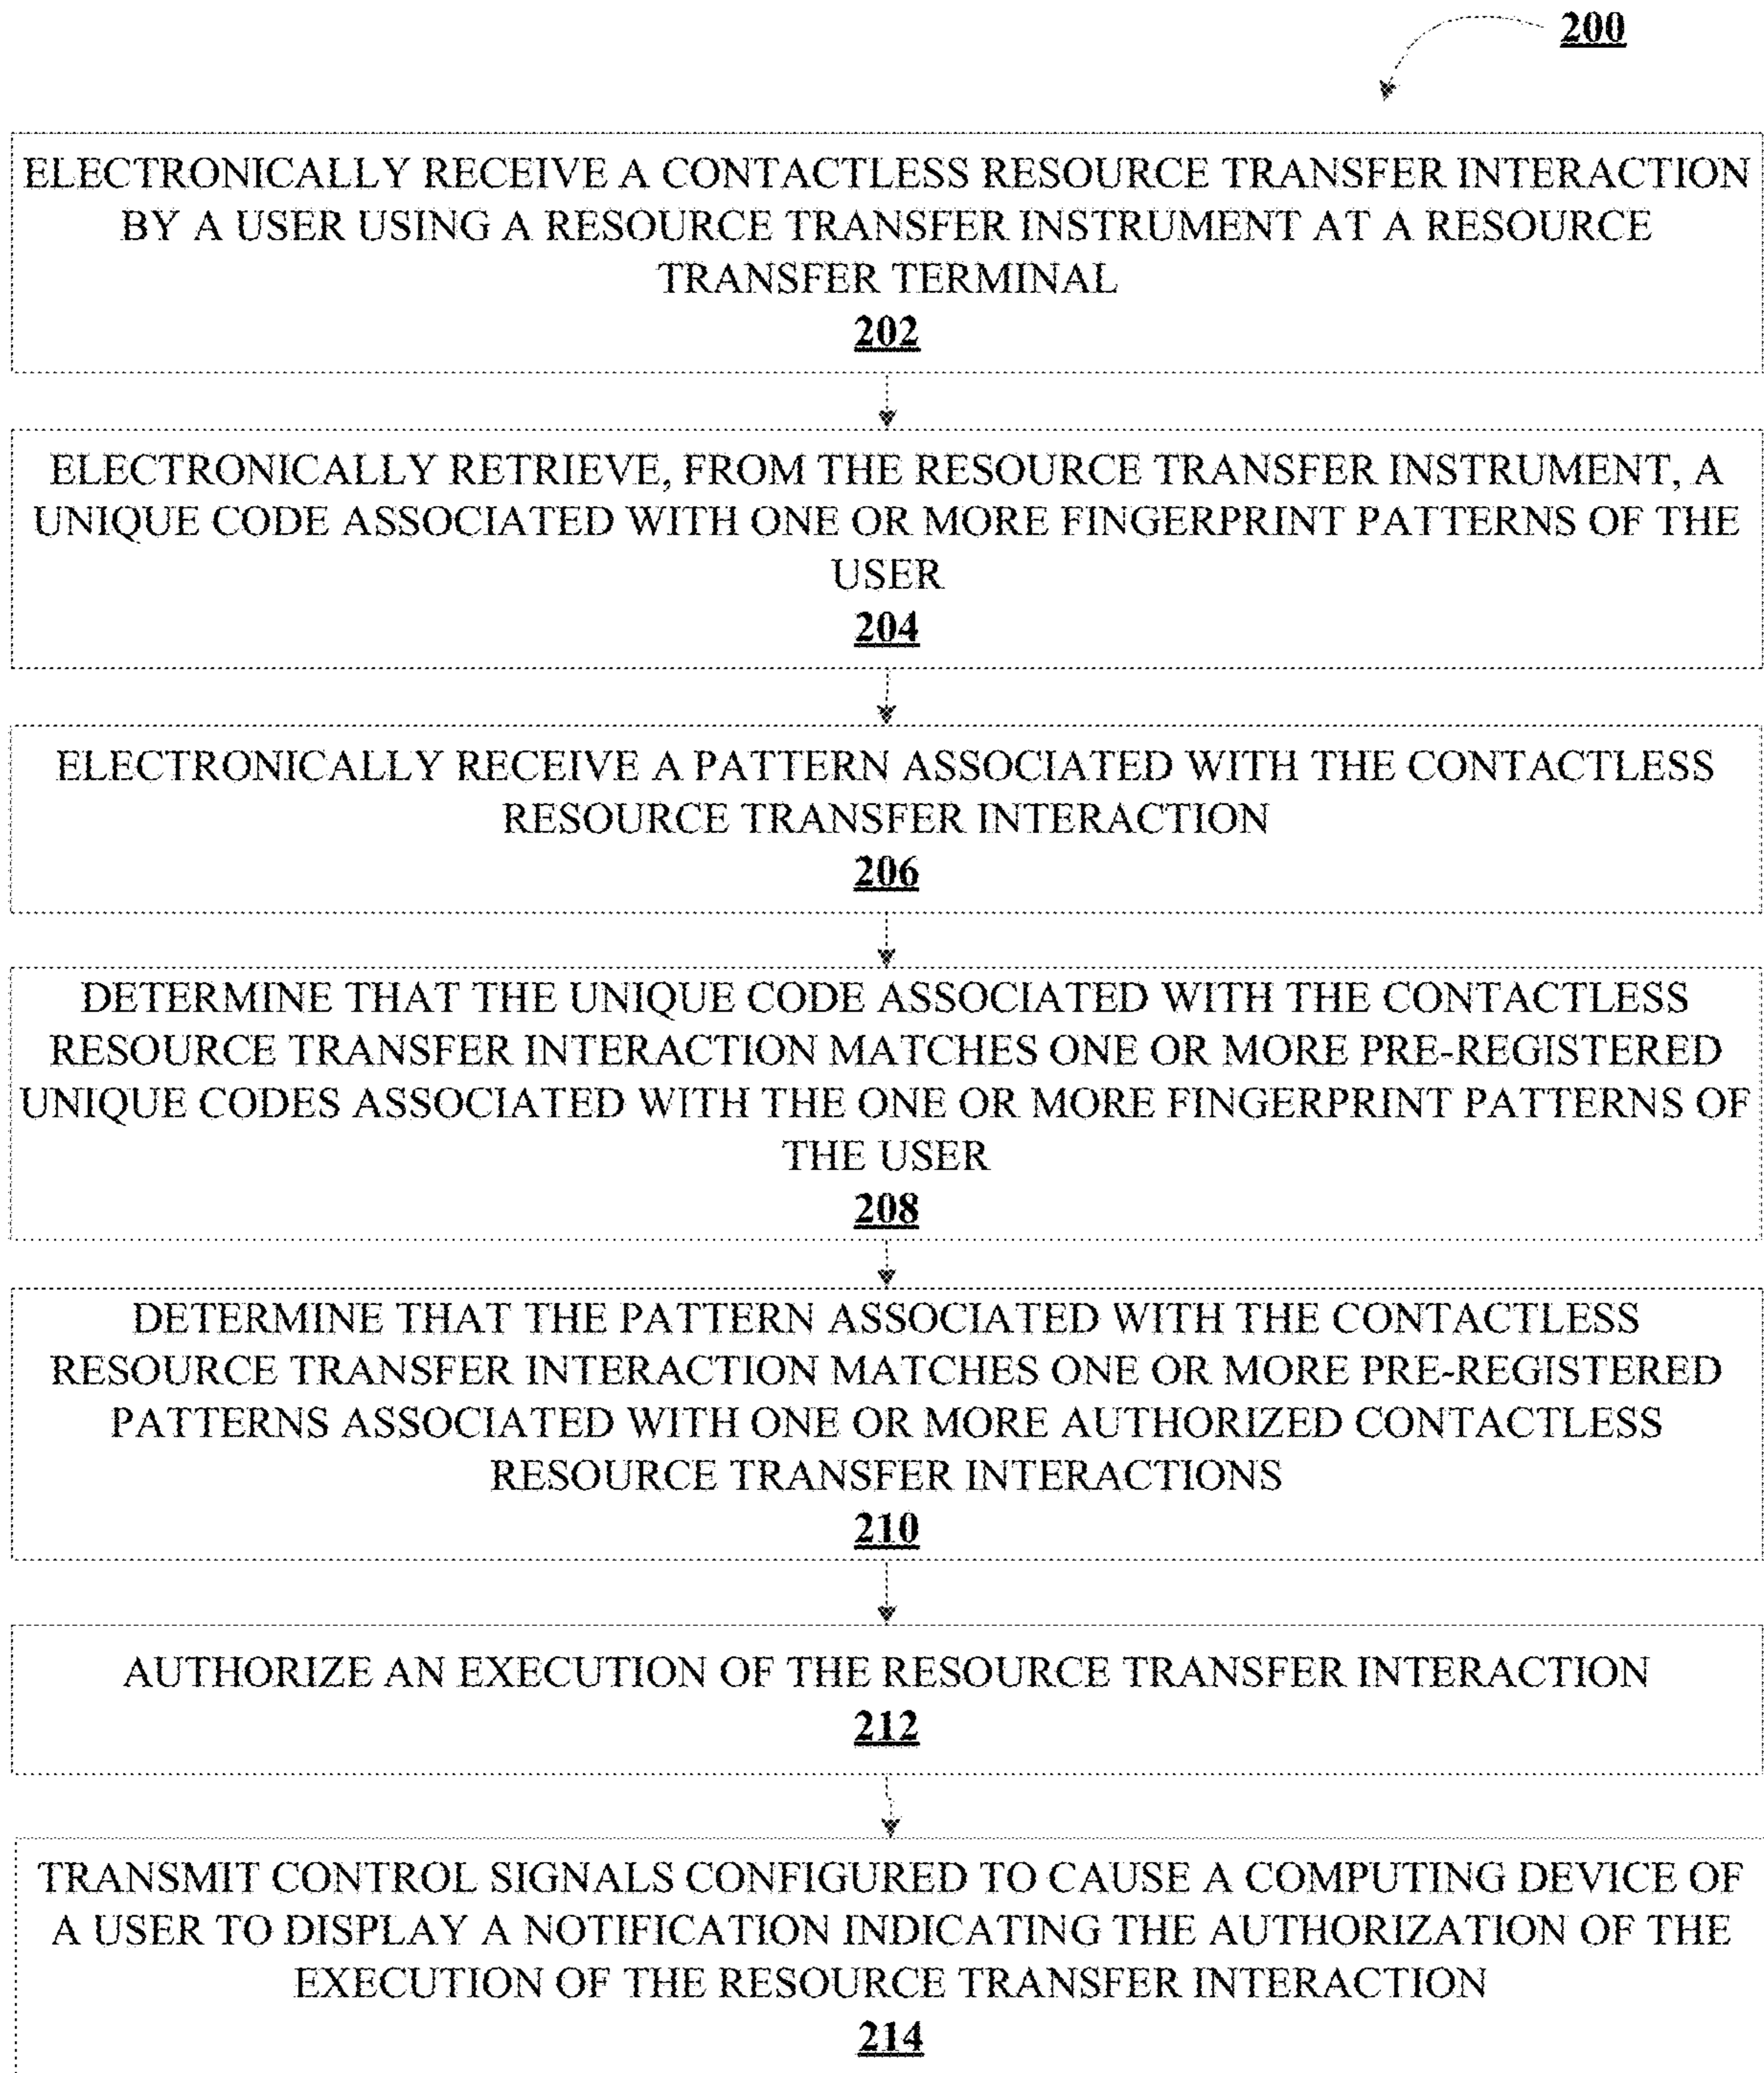 200
ELECTRONICALLY RECEIVE A CONTACTLESS RESOURCE TRANSFER INTERACTION
BY A USER USING A RESOURCE TRANSFER INSTRUMENT AT A RESOURCE
TRANSFER TERMINAL
202
ELECTRONICALLY RETRIEVE, FROM THE RESOURCE TRANSFER INSTRUMENT, A
UNIQUE CODE ASSOCIATED WITH ONE OR MORE FINGERPRINT PATTERNS OF THE
USER
204
ELECTRONICALLY RECEIVE A PATTERN ASSOCIATED WITH THE CONTACTLESS
RESOURCE TRANSFER INTERACTION
206
DETERMINE THAT THE UNIQUE CODE ASSOCIATED WITH THE CONTACTLESS
RESOURCE TRANSFER INTERACTION MATCHES ONE OR MORE PRE-REGISTERED
UNIQUE CODES ASSOCIATED WITH THE ONE OR MORE FINGERPRINT PATTERNS OF
THE USER
208
DETERMINE THAT THE PATTERN ASSOCIATED WITH THE CONTACTLESS
RESOURCE TRANSFER INTERACTION MATCHES ONE OR MORE PRE-REGISTERED
PATTERNS ASSOCIATED WITH ONE OR MORE AUTHORIZED CONTACTLESS
RESOURCE TRANSFER INTERACTIONS
210
AUTHORIZE AN EXECUTION OF THE RESOURCE TRANSFER INTERACTION
212
TRANSMIT CONTROL SIGNALS CONFIGURED TO CAUSE A COMPUTING DEVICE OF
A USER TO DISPLAY A NOTIFICATION INDICATING THE AUTHORIZATION OF THE
EXECUTION OF THE RESOURCE TRANSFER INTERACTION
214